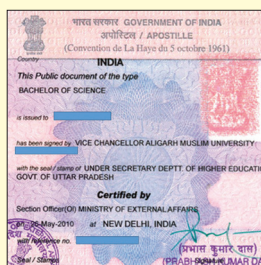 भारत सरकार GOVERNMENT OF INDIA
अपोस्टिल / APOSTILLE
(Convention de La Haye du 5 octobre 1961)
Country
INDIA
This Public document of the type
BACHELOR OF SCIENCE
is issued to
has been signed by VICE CHANCELLOR ALIGARH MUSLIM UNIVERSITY
with the seal / stamp of UNDER SECRETARY DEPTT. OF HIGHER EDUCATI
GOVT. OF UTTAR PRADESH
Certified by
Section Officer(OI) MINISTRY OF EXTERNAL AFFAIRS
-May-2010 at NEW DELHI, INDIA
with reference no.
(प्रभास कुमार दास)
Seal / Stamp
(PRABHAS KUMAR DA